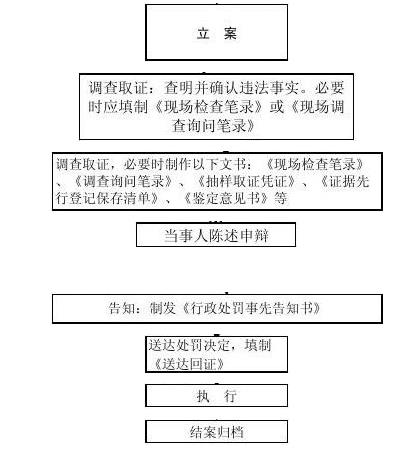 立 案
调查取证：查明并确认违法事实。必要
时应填制《现场检查笔录》或《现场调
查询问笔录》
调查取证，必要时制作以下文书：《现场检查笔录》
、《调查询问笔录》、《抽样取证凭证》、《证据先
行登记保存清单》、《鉴定意见书》等
当事人陈述申辩
告知：制发《行政处罚事先告知书》
送达处罚决定，填制
《送达回证》
执 行
结案归档